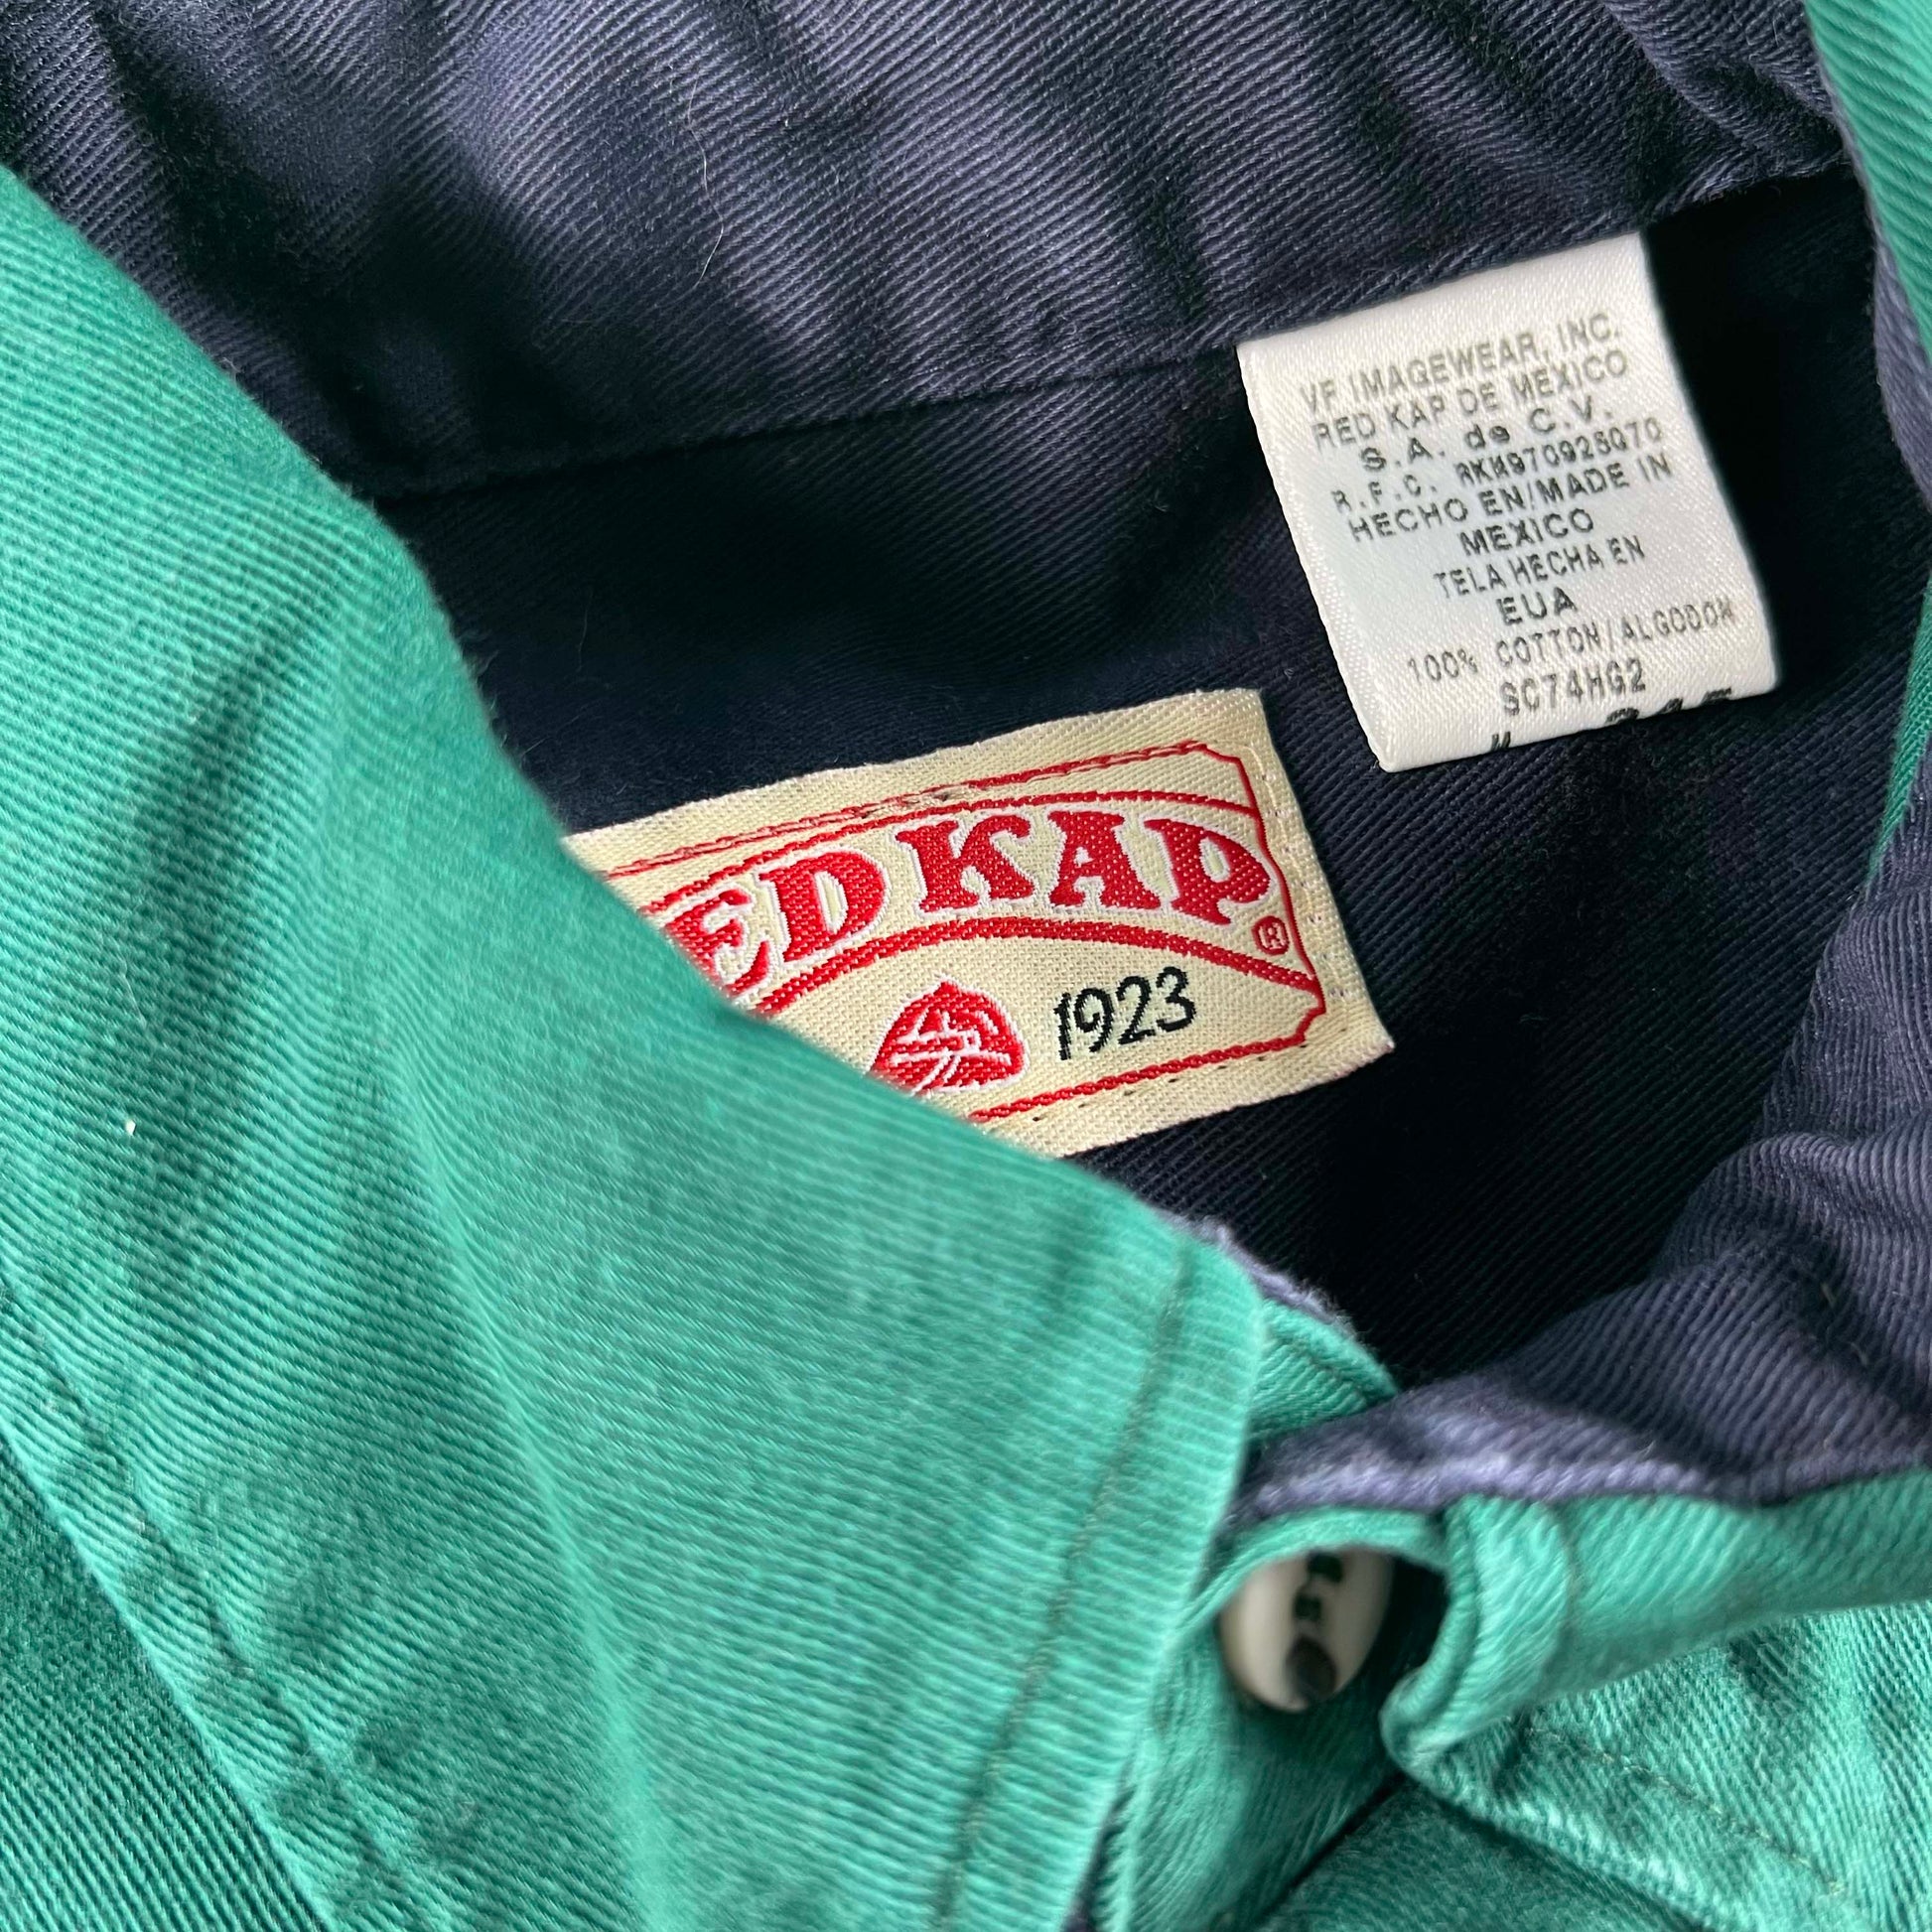 VF IMAGEWEAR, INC.
RED KAP DE MEXICO
S.A. de C.V.
R.F.C. RKM970925Q70
HECHO EN/MADE IN
MEXICO
TELA HECHA EN
EUA
100% COTTON/ALGODON
SC74HG2
M
ED KAP®
1923